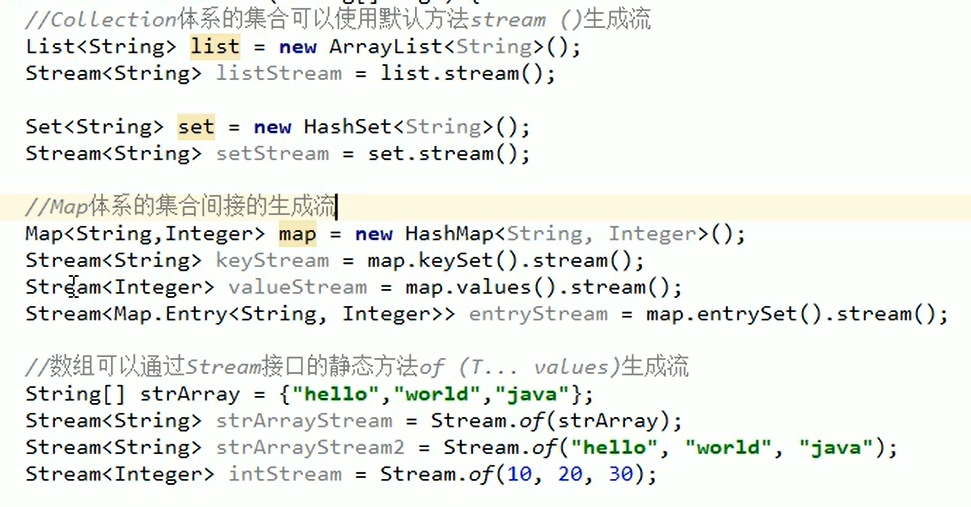 //Collection体系的集合可以使用默认方法stream ()生成流
List<String> list = new ArrayList<String>();
Stream<String> listStream = list.stream();
Set<String> set = new HashSet<String>();
Stream<String> setStream = set.stream();
//Map体系的集合间接的生成流
Map<String,Integer> map = new HashMap<String, Integer>();
Stream<String> keyStream = map.keySet().stream();
Stream<Integer> valueStream = map.values().stream();
Stream<Map.Entry<String, Integer>> entryStream = map.entrySet().stream();
//数组可以通过Stream接口的静态方法of (T... values)生成流
String[] strArray = {"hello","world","java"};
Stream<String> strArrayStream = Stream.of(strArray);
Stream<String> strArrayStream2 = Stream.of("hello", "world", "java");
Stream<Integer> intStream = Stream.of(10, 20, 30);